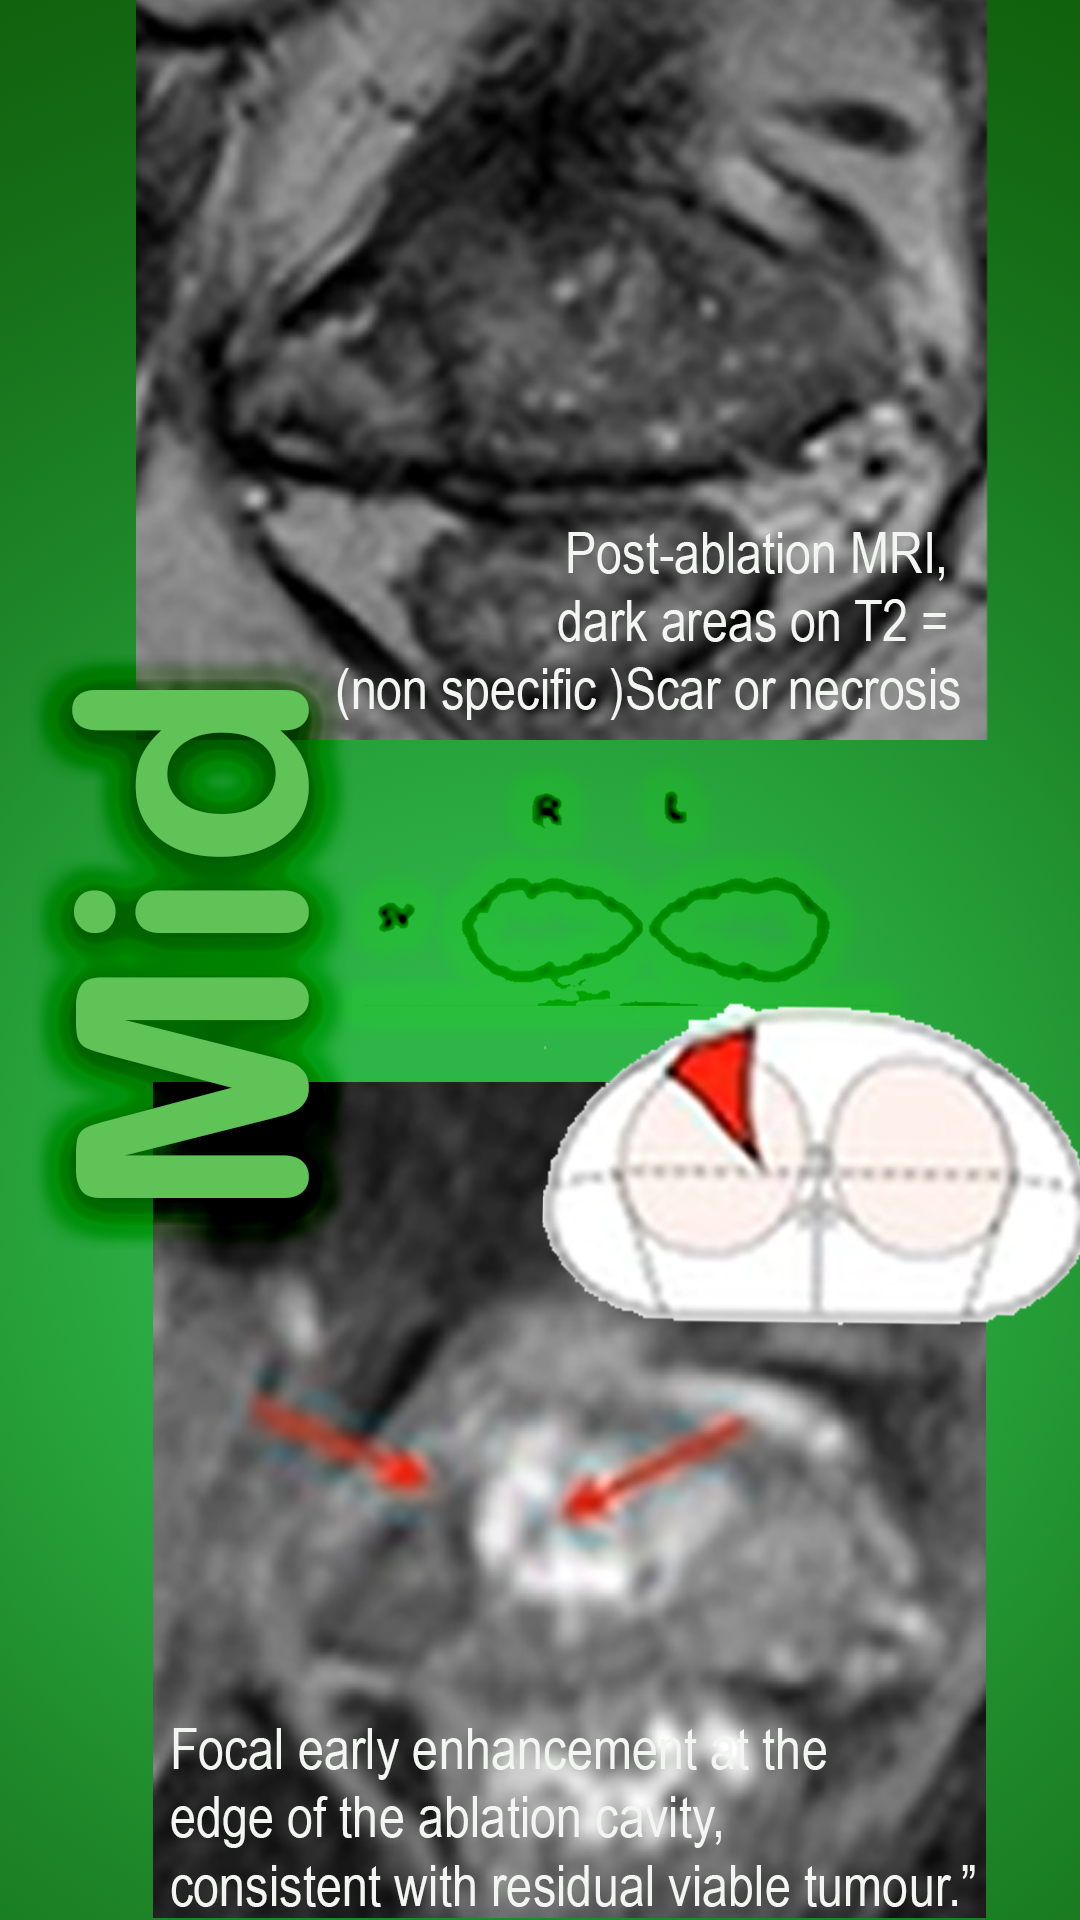 Post-ablation MRI,
dark areas on T2 =
(non specific )Scar or necrosis
Mid
R L
Focal early enhancement at the
edge of the ablation cavity,
consistent with residual viable tumour.”